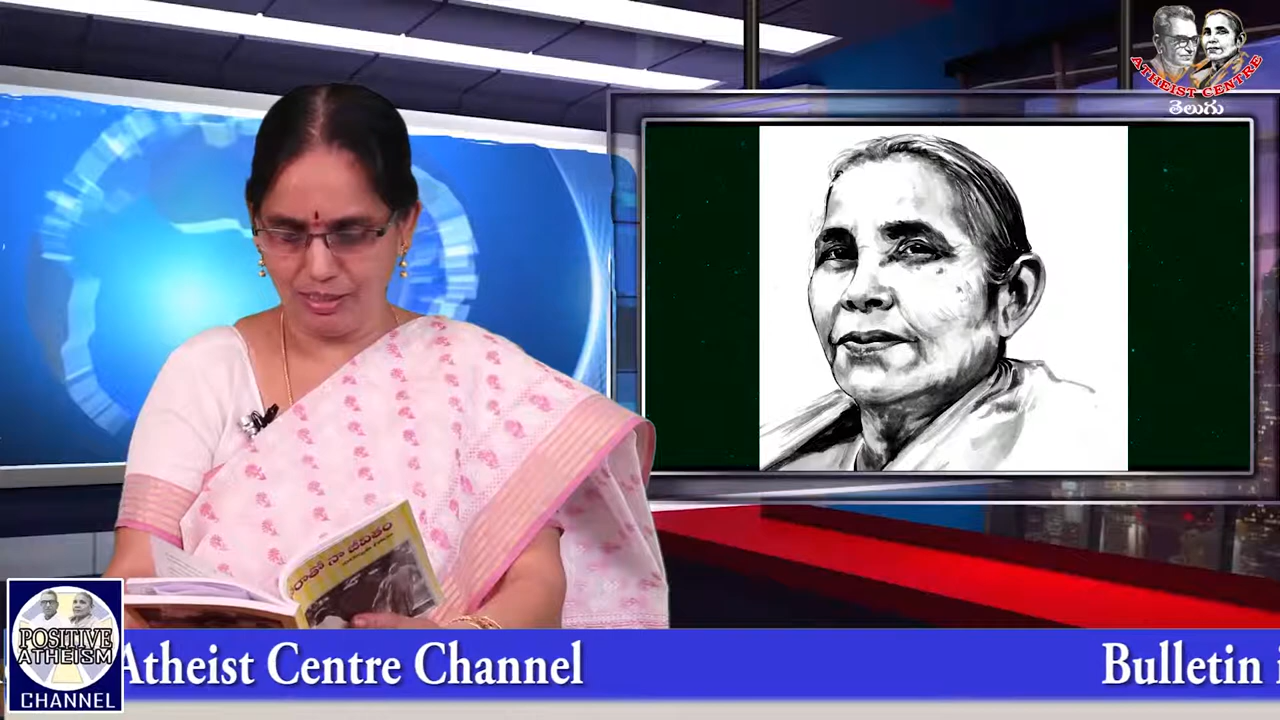 ATHEIST CENTRE
తెలుగు
నా జీవితం
POSITIVE
ATHEISM
CHANNEL
Atheist Centre Channel
Bulletin i